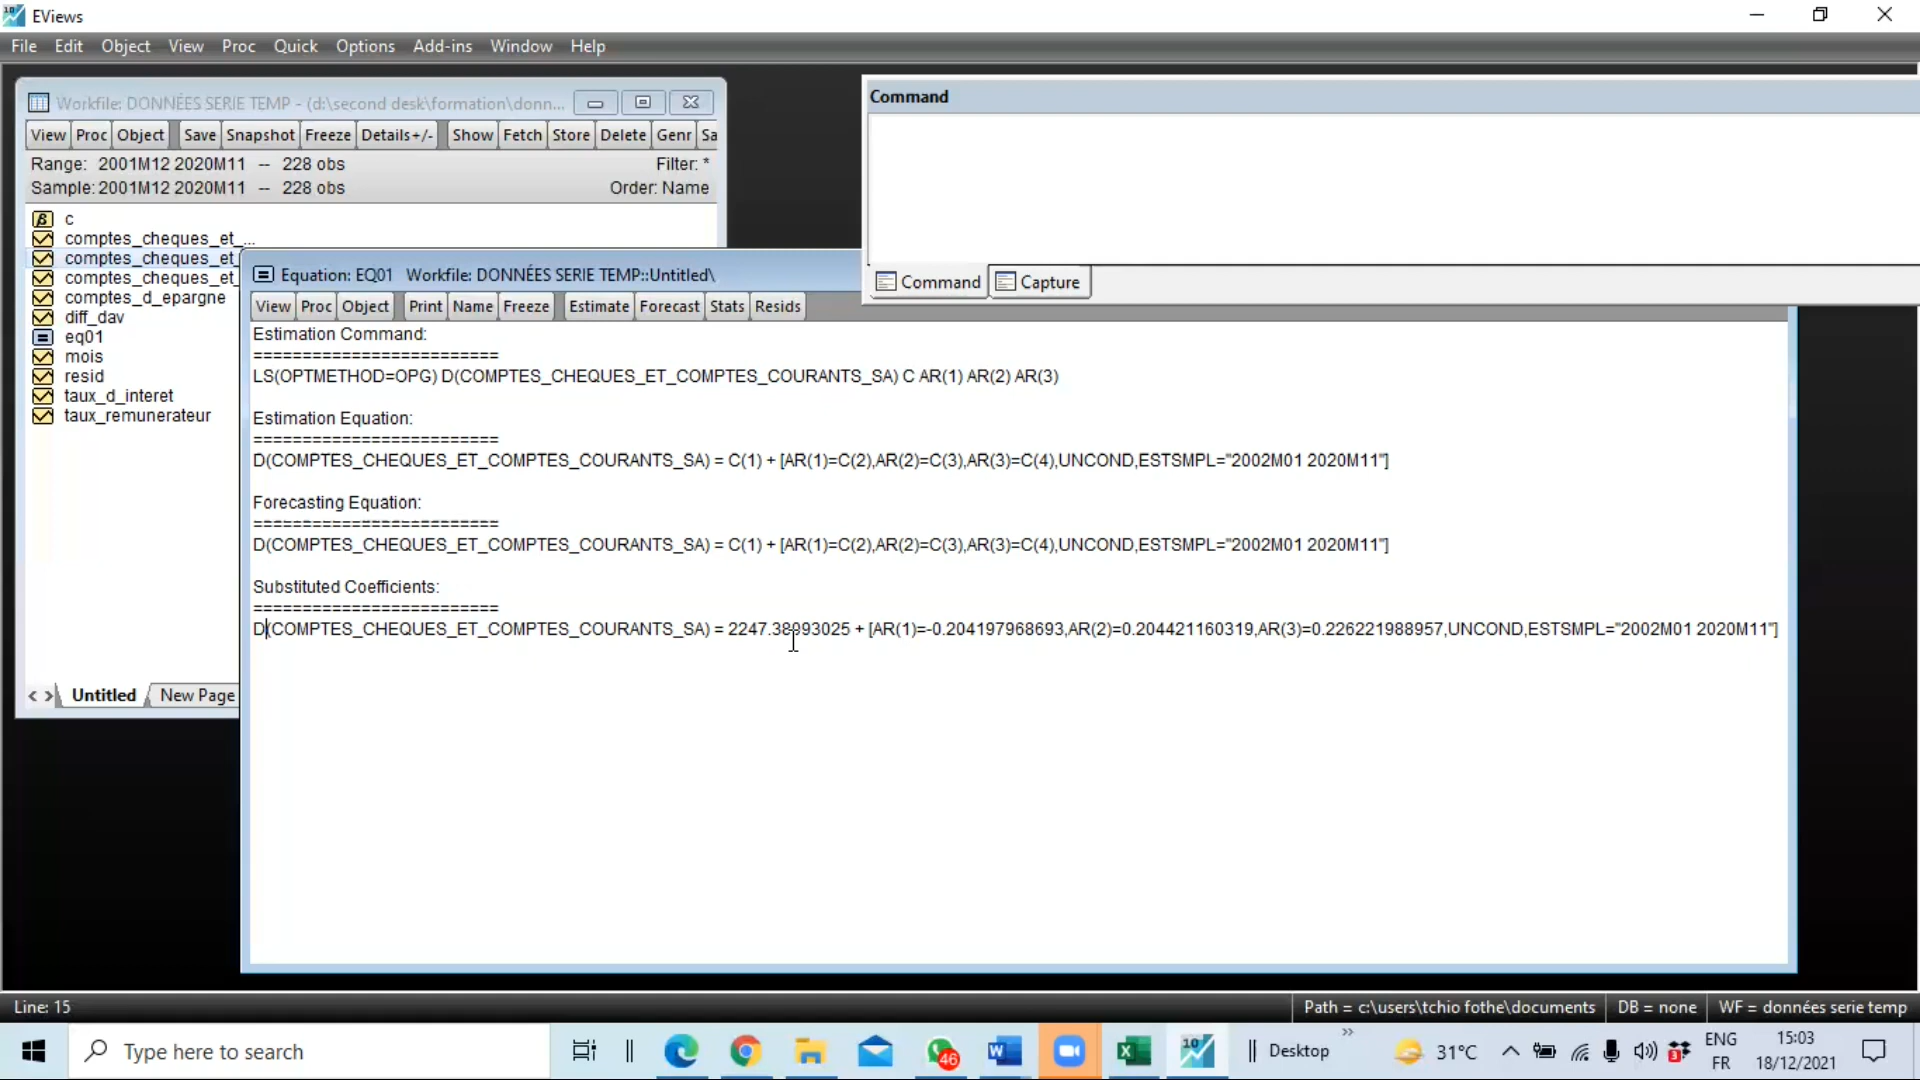 EViews
File Edit Object View Proc Quick Options Add-ins Window Help
Workfile: DONNÉES SERIE TEMP - (d:\second desk\formation\donn...
View Proc Object Save Snapshot Freeze Details+/- Show Fetch Store Delete Genr Sa
Range: 2001M12 2020M11 -- 228 obs Filter: *
Sample: 2001M12 2020M11 -- 228 obs Order: Name
c
comptes_cheques_et_...
comptes_cheques_et_
comptes_cheques_et_
comptes_d_epargne
diff_dav
eq01
mois
resid
taux_d_interet
taux_remunerateur
Untitled New Page
Command
Command Capture
Equation: EQ01 Workfile: DONNÉES SERIE TEMP::Untitled\
View Proc Object Print Name Freeze Estimate Forecast Stats Resids
Estimation Command:
=========================
LS(OPTMETHOD=OPG) D(COMPTES_CHEQUES_ET_COMPTES_COURANTS_SA) C AR(1) AR(2) AR(3)
Estimation Equation:
=========================
D(COMPTES_CHEQUES_ET_COMPTES_COURANTS_SA) = C(1) + [AR(1)=C(2),AR(2)=C(3),AR(3)=C(4),UNCOND,ESTSMPL="2002M01 2020M11"]
Forecasting Equation:
=========================
D(COMPTES_CHEQUES_ET_COMPTES_COURANTS_SA) = C(1) + [AR(1)=C(2),AR(2)=C(3),AR(3)=C(4),UNCOND,ESTSMPL="2002M01 2020M11"]
Substituted Coefficients:
=========================
D(COMPTES_CHEQUES_ET_COMPTES_COURANTS_SA) = 2247.38093025 + [AR(1)=-0.204197968693,AR(2)=0.204421160319,AR(3)=0.226221988957,UNCOND,ESTSMPL="2002M01 2020M11"]
Line: 15 Path = c:\users\tchio fothe\documents DB = none WF = données serie temp
Type here to search 46 10 Desktop 31°C 3 ENG 15:03
FR 18/12/2021